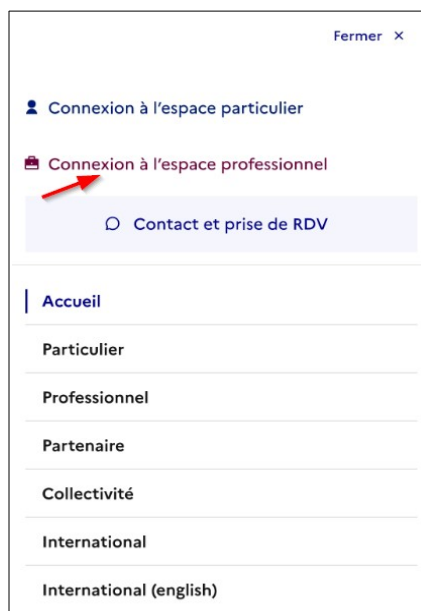 Fermer ×
Connexion à l’espace particulier
Connexion à l’espace professionnel
Contact et prise de RDV
Accueil
Particulier
Professionnel
Partenaire
Collectivité
International
International (english)